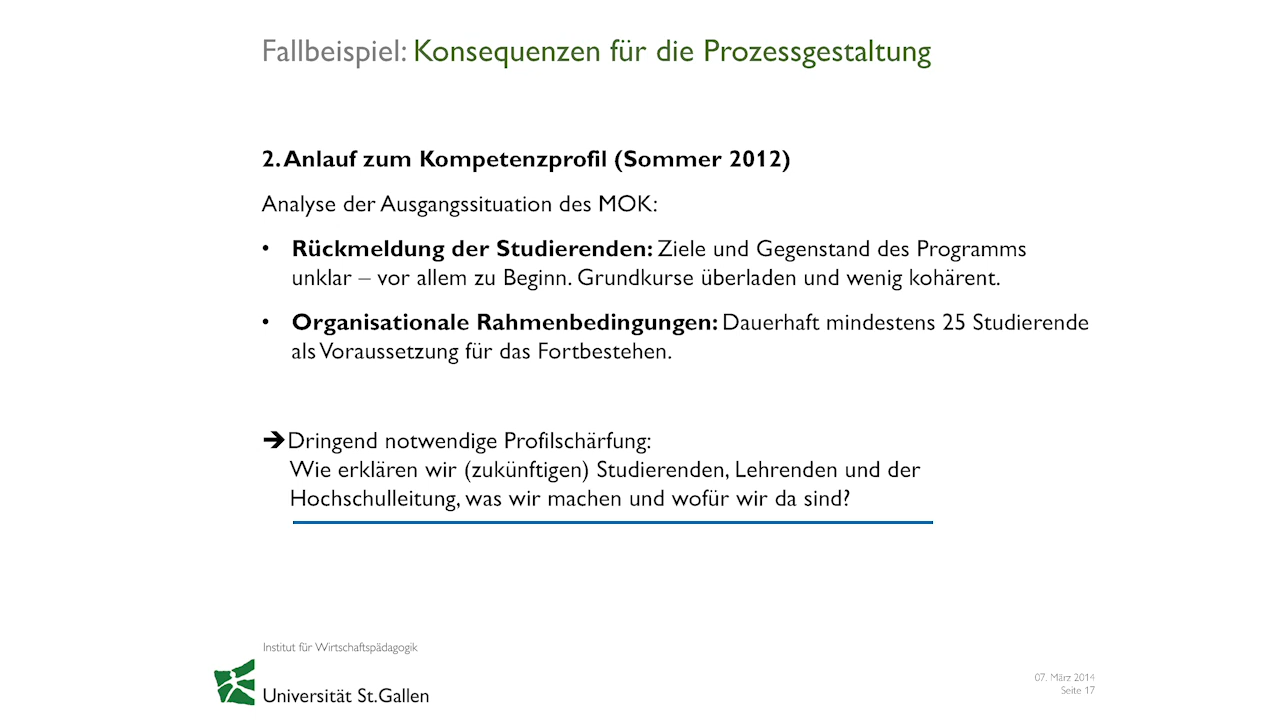 Fallbeispiel: Konsequenzen für die Prozessgestaltung
2. Anlauf zum Kompetenzprofil (Sommer 2012)
Analyse der Ausgangssituation des MOK:
• Rückmeldung der Studierenden: Ziele und Gegenstand des Programms
unklar – vor allem zu Beginn. Grundkurse überladen und wenig kohärent.
• Organisationale Rahmenbedingungen: Dauerhaft mindestens 25 Studierende
als Voraussetzung für das Fortbestehen.
➔ Dringend notwendige Profilschärfung:
Wie erklären wir (zukünftigen) Studierenden, Lehrenden und der
Hochschulleitung, was wir machen und wofür wir da sind?
Institut für Wirtschaftspädagogik
Universität St.Gallen
07. März 2014
Seite 17